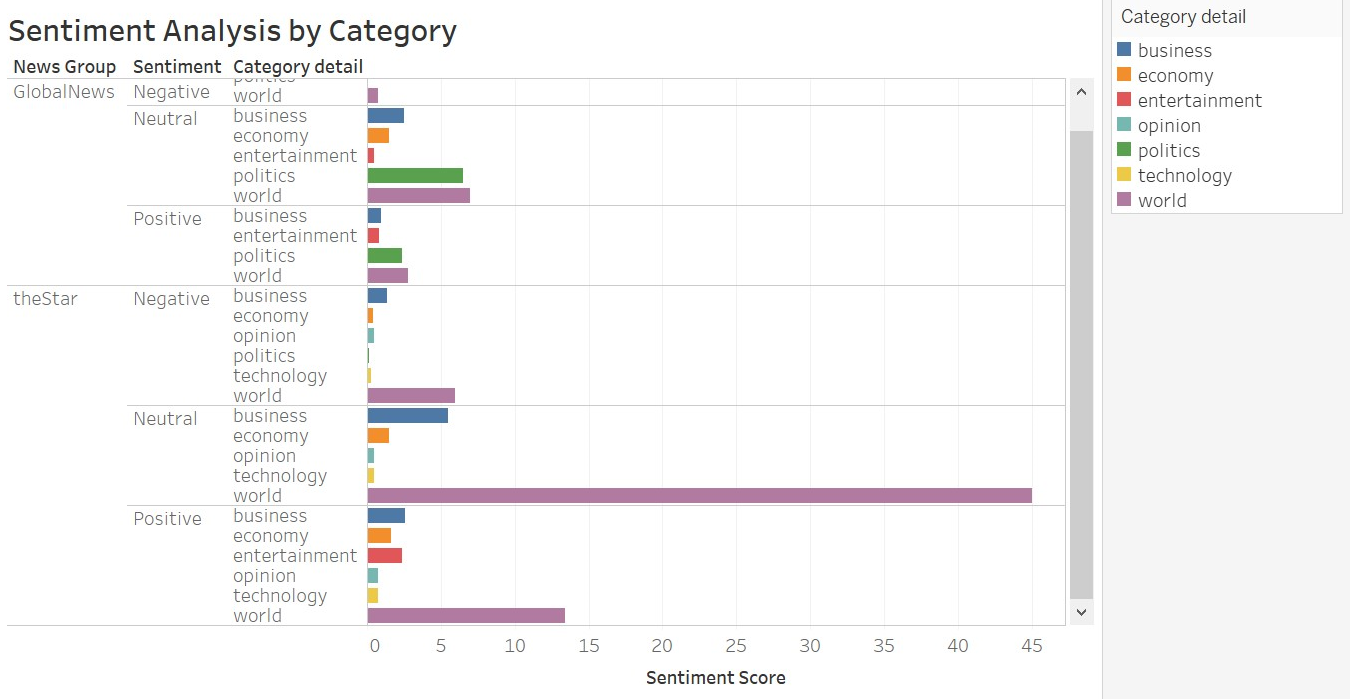 Sentiment Analysis by Category
News Group Sentiment Category detail
GlobalNews Negative world
Neutral business
economy
entertainment
politics
world
Positive business
entertainment
politics
world
theStar Negative business
economy
opinion
politics
technology
world
Neutral business
economy
opinion
technology
world
Positive business
economy
entertainment
opinion
technology
world
0 5 10 15 20 25 30 35 40 45
Sentiment Score
Category detail
business
economy
entertainment
opinion
politics
technology
world